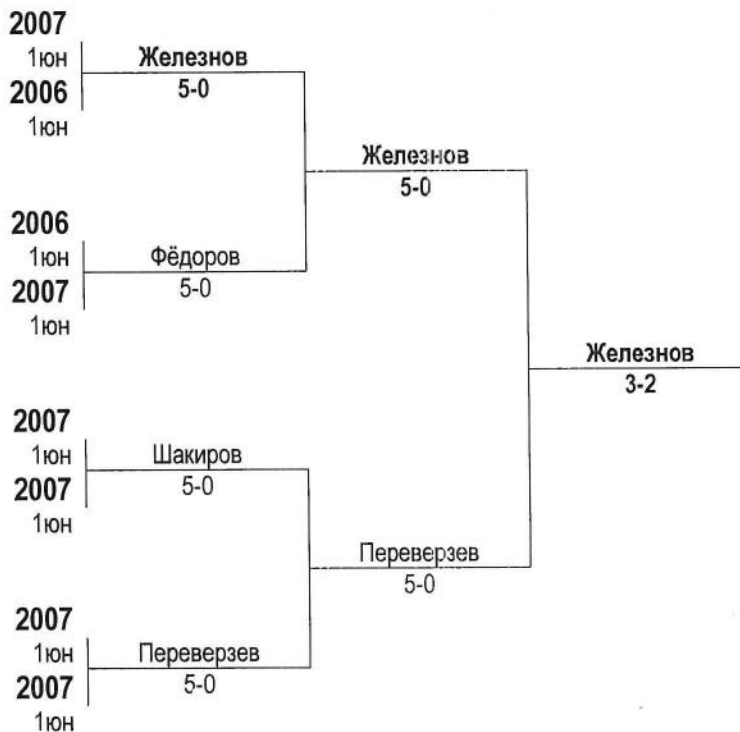 2007
1юн
Железнов
2006
5-0
1юн
Железнов
5-0
2006
1юн
Фёдоров
2007
5-0
1юн
Железнов
3-2
2007
1юн
Шакиров
2007
5-0
1юн
Переверзев
5-0
2007
1юн
Переверзев
2007
5-0
1юн